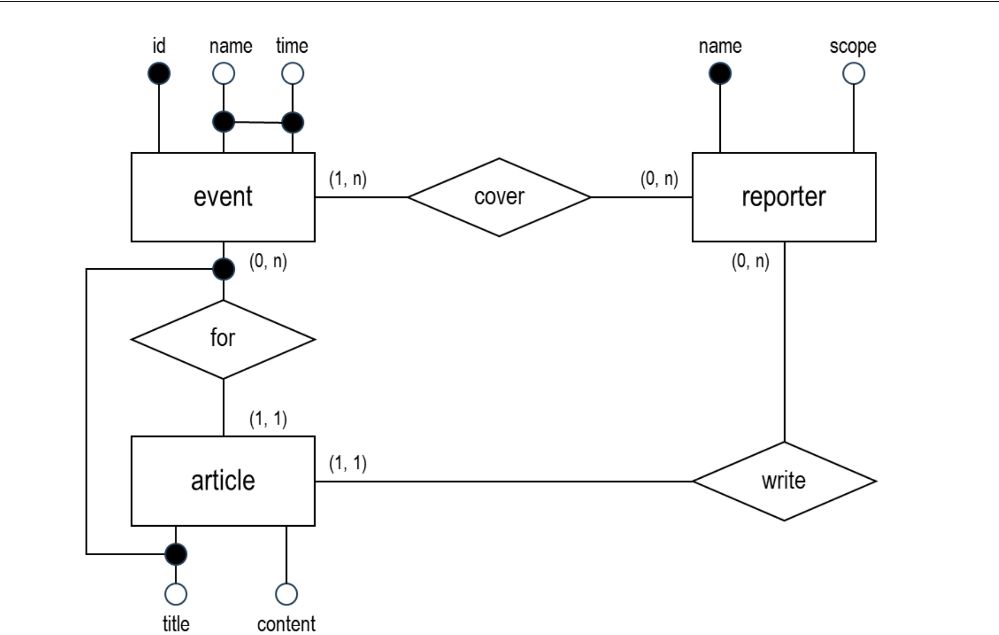 id name time name scope
(1, n) (0, n)
event cover reporter
(0, n) (0, n)
for
(1, 1)
(1, 1)
article write
title content